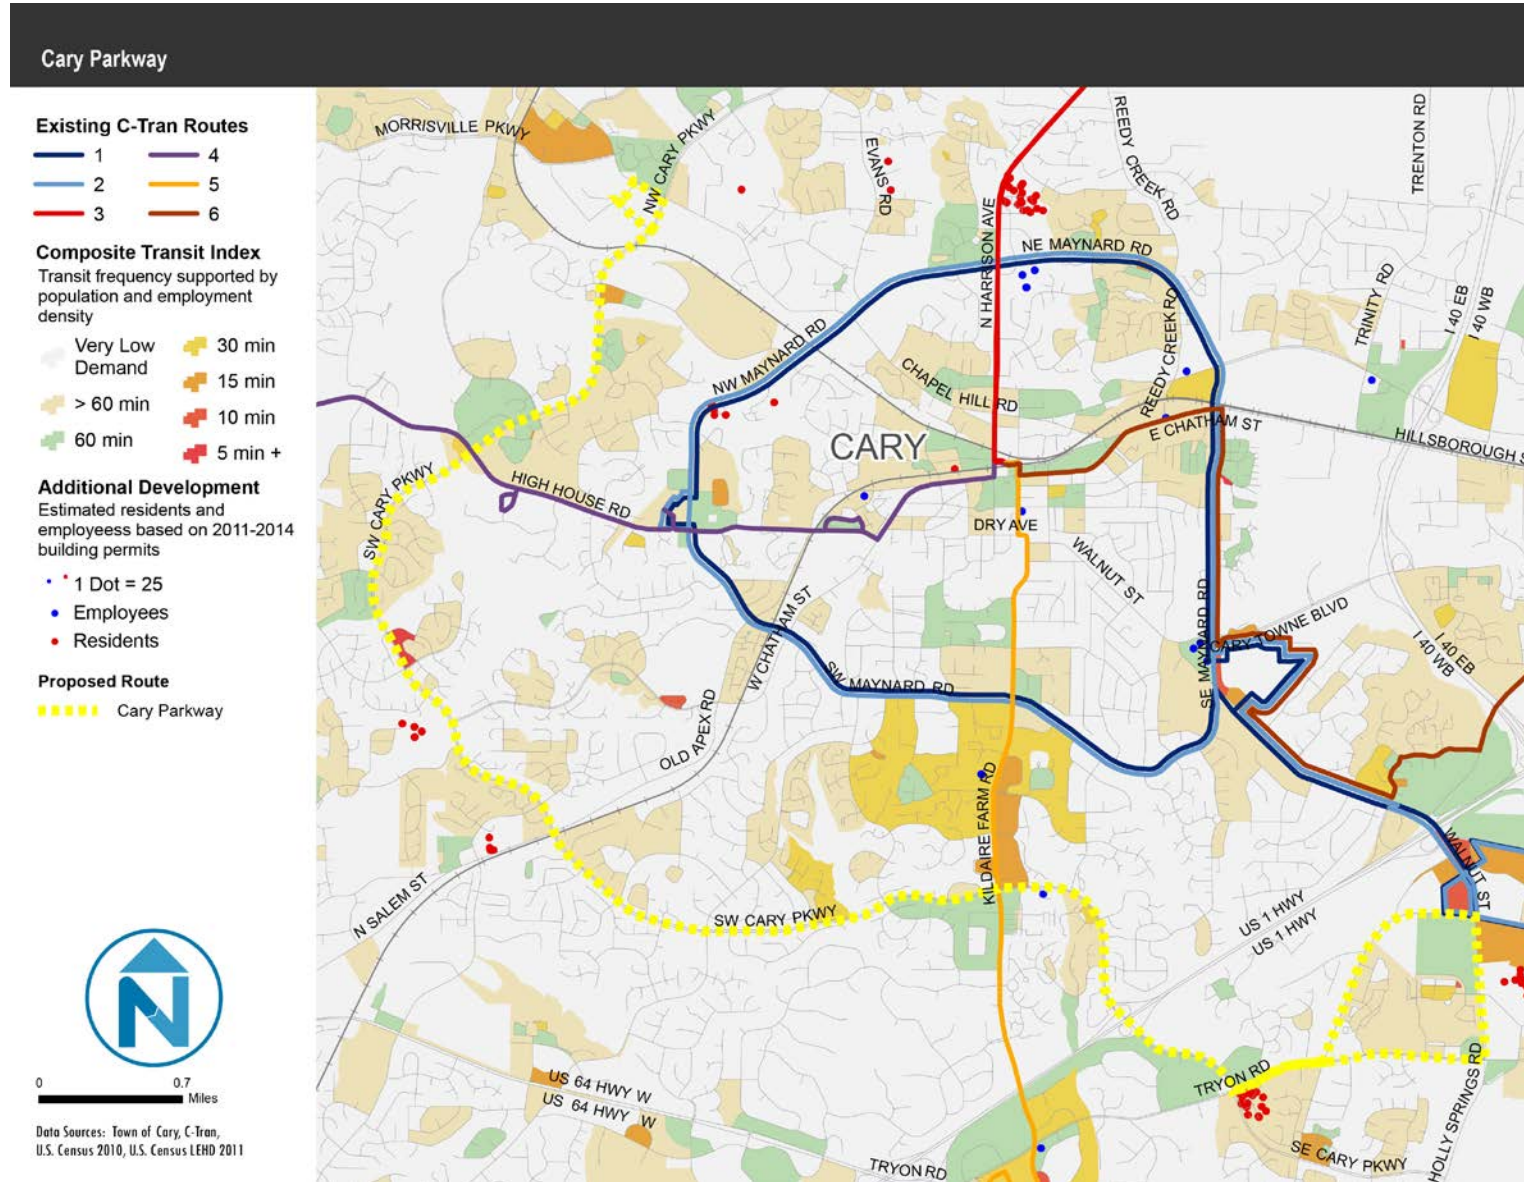 Cary Parkway
Existing C-Tran Routes
1
4
2
5
3
6
Composite Transit Index
Transit frequency supported by
population and employment
density
Very Low
Demand
> 60 min
60 min
30 min
15 min
10 min
5 min +
Additional Development
Estimated residents and
employeess based on 2011-2014
building permits
1 Dot = 25
Employees
Residents
Proposed Route
Cary Parkway
N
0
0.7
Miles
Data Sources: Town of Cary, C-Tran,
U.S. Census 2010, U.S. Census LEHD 2011
MORRISVILLE PKWY
NW CARY PKWY
EVANS RD
REEDY CREEK RD
TRENTON RD
N HARRISON AVE
NE MAYNARD RD
TRINITY RD
I 40 EB
I 40 WB
NW MAYNARD RD
REEDY CREEK RD
CHAPEL HILL RD
E CHATHAM ST
HILLSBOROUGH S
CARY
SW CARY PKWY
HIGH HOUSE RD
DRY AVE
WALNUT ST
W CHATHAM ST
SE MAYNARD RD
CARY TOWNE BLVD
I 40 EB
I 40 WB
SW MAYNARD RD
OLD APEX RD
KILDAIRE FARM RD
WALNUT ST
N SALEM ST
SW CARY PKWY
US 1 HWY
US 1 HWY
US 64 HWY W
US 64 HWY W
TRYON RD
HOLLY SPRINGS RD
SE CARY PKWY
TRYON RD